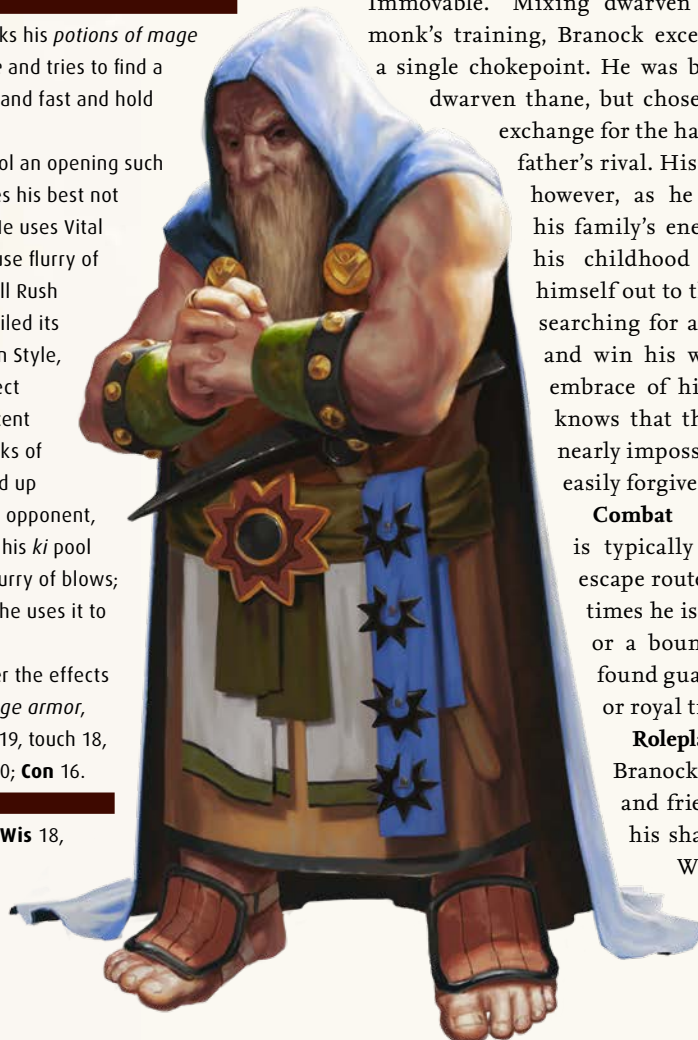 ks his potions of mage
and tries to find a
and fast and hold
ol an opening such
es his best not
He uses Vital
use flurry of
ll Rush
iled its
n Style,
ect
cent
ks of
d up
opponent,
his ki pool
urry of blows;
he uses it to
er the effects
ge armor,
19, touch 18,
0; Con 16.
Wis 18,
Immovable." Mixing dwarven
monk's training, Branock exce
a single chokepoint. He was b
dwarven thane, but chose
exchange for the ha
father's rival. His
however, as he
his family's ene
his childhood
himself out to th
searching for a
and win his w
embrace of hi
knows that th
nearly imposs
easily forgive
Combat
is typically
escape route
times he is
or a boun
found gua
or royal t
Rolepla
Branock
and frie
his sha
W